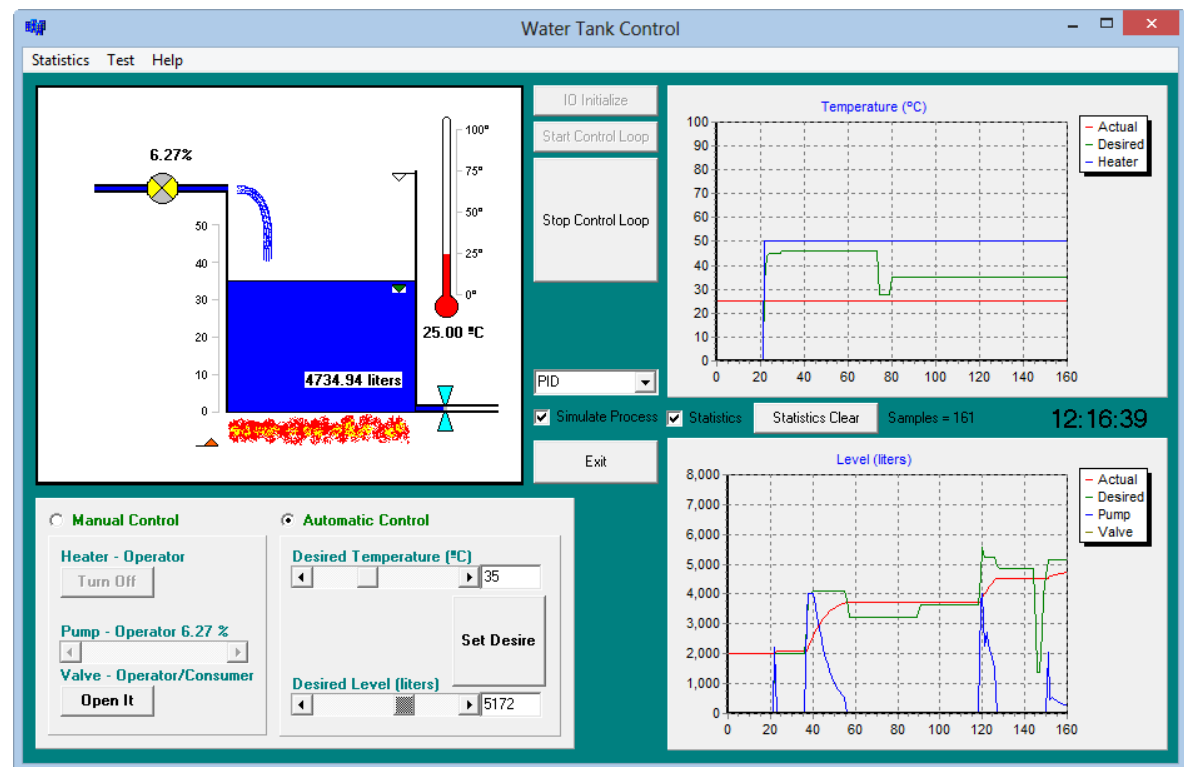 Water Tank Control
Statistics Test Help
6.27%
100°
75°
50°
25°
0°
50
40
30
20
10
0
25.00 ºC
4734.94 liters
IO Initialize
Start Control Loop
Stop Control Loop
PID
Simulate Process
Statistics
Statistics Clear
Samples = 161
12:16:39
Exit
Temperature (ºC)
100
90
80
70
60
50
40
30
20
10
0
0 20 40 60 80 100 120 140 160
Actual
Desired
Heater
Level (liters)
8,000
7,000
6,000
5,000
4,000
3,000
2,000
1,000
0
0 20 40 60 80 100 120 140 160
Actual
Desired
Pump
Valve
Manual Control
Heater - Operator
Turn Off
Pump - Operator 6.27 %
Valve - Operator/Consumer
Open It
Automatic Control
Desired Temperature (ºC)
35
Set Desire
Desired Level (liters)
5172